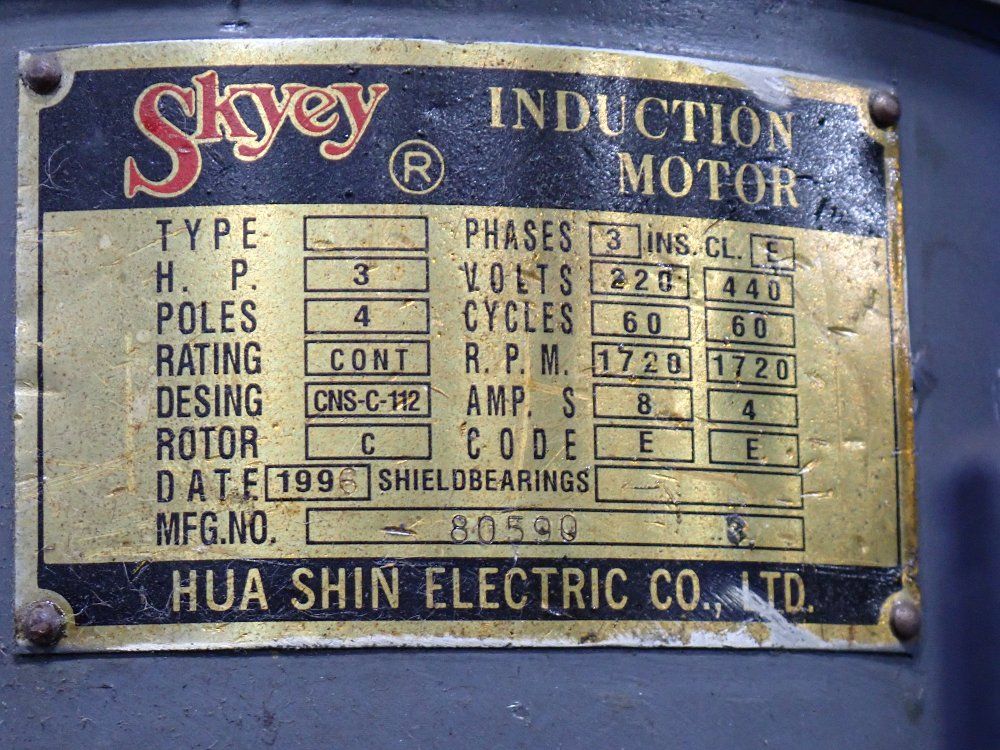 Skyey ® INDUCTION
MOTOR
TYPE PHASES 3 INS. CL. E
H. P. 3 VOLTS 220 440
POLES 4 CYCLES 60 60
RATING CONT R. P. M. 1720 1720
DESING CNS-C-112 AMP. S 8 4
ROTOR C CODE E E
DATE 1996 SHIELDBEARINGS
MFG.NO. 80590
HUA SHIN ELECTRIC CO., LTD.